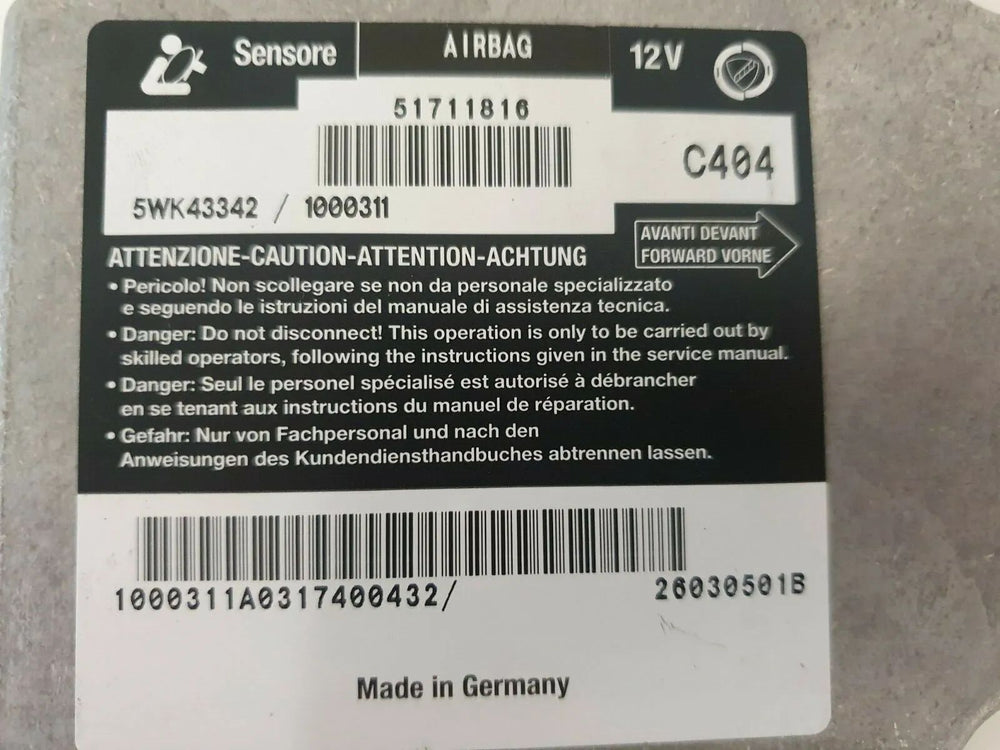 Sensore
AIRBAG
12V
51711816
C404
5WK43342 / 1000311
AVANTI DEVANT
FORWARD VORNE
ATTENZIONE-CAUTION-ATTENTION-ACHTUNG
• Pericolo! Non scollegare se non da personale specializzato
e seguendo le istruzioni del manuale di assistenza tecnica.
• Danger: Do not disconnect! This operation is only to be carried out by
skilled operators, following the instructions given in the service manual.
• Danger: Seul le personel spécialisé est autorisé à débrancher
en se tenant aux instructions du manuel de réparation.
• Gefahr: Nur von Fachpersonal und nach den
Anweisungen des Kundendiensthandbuches abtrennen lassen.
1000311A0317400432/
26030501B
Made in Germany